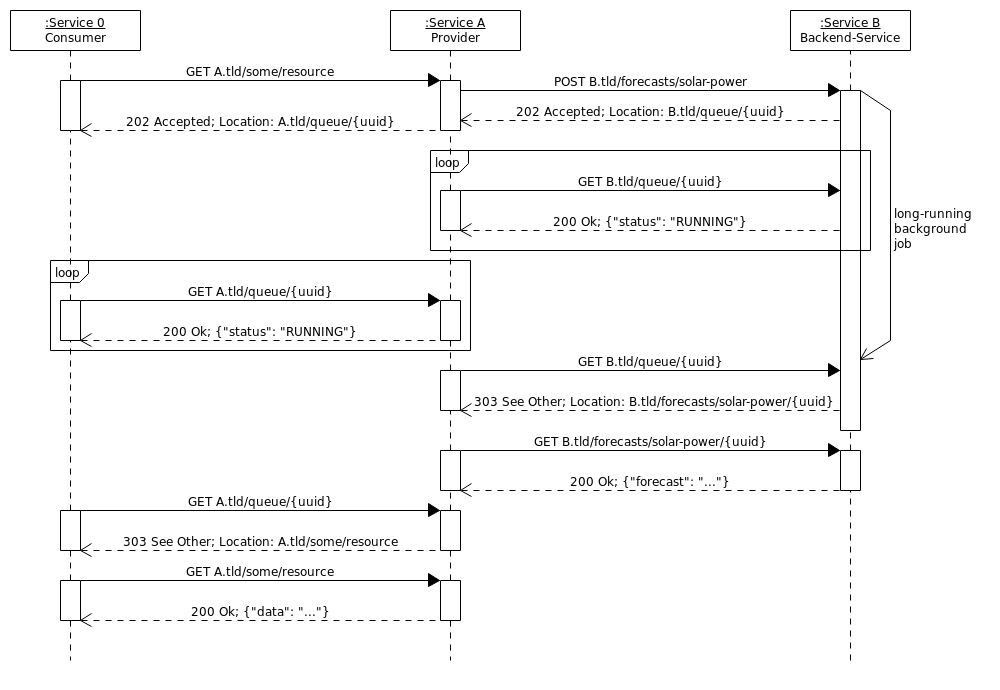 :Service 0
Consumer
:Service A
Provider
:Service B
Backend-Service
GET A.tld/some/resource
POST B.tld/forecasts/solar-power
202 Accepted; Location: B.tld/queue/{uuid}
202 Accepted; Location: A.tld/queue/{uuid}
loop
GET B.tld/queue/{uuid}
200 Ok; {"status": "RUNNING"}
long-running
background
job
loop
GET A.tld/queue/{uuid}
200 Ok; {"status": "RUNNING"}
GET B.tld/queue/{uuid}
303 See Other; Location: B.tld/forecasts/solar-power/{uuid}
GET B.tld/forecasts/solar-power/{uuid}
200 Ok; {"forecast": "..."}
GET A.tld/queue/{uuid}
303 See Other; Location: A.tld/some/resource
GET A.tld/some/resource
200 Ok; {"data": "..."}